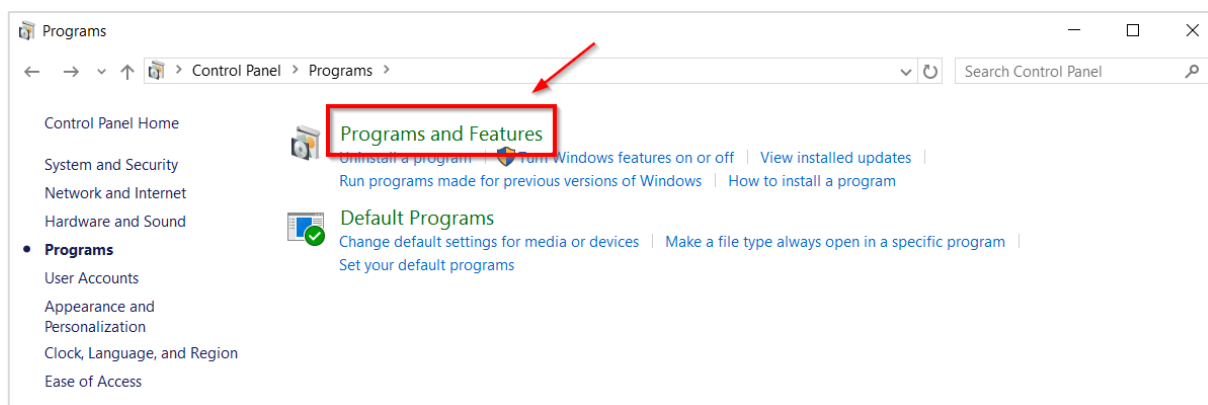 Programs
Control Panel > Programs >
Search Control Panel
Control Panel Home
System and Security
Network and Internet
Hardware and Sound
Programs
User Accounts
Appearance and
Personalization
Clock, Language, and Region
Ease of Access
Programs and Features
Uninstall a program | Turn Windows features on or off | View installed updates |
Run programs made for previous versions of Windows | How to install a program
Default Programs
Change default settings for media or devices | Make a file type always open in a specific program |
Set your default programs